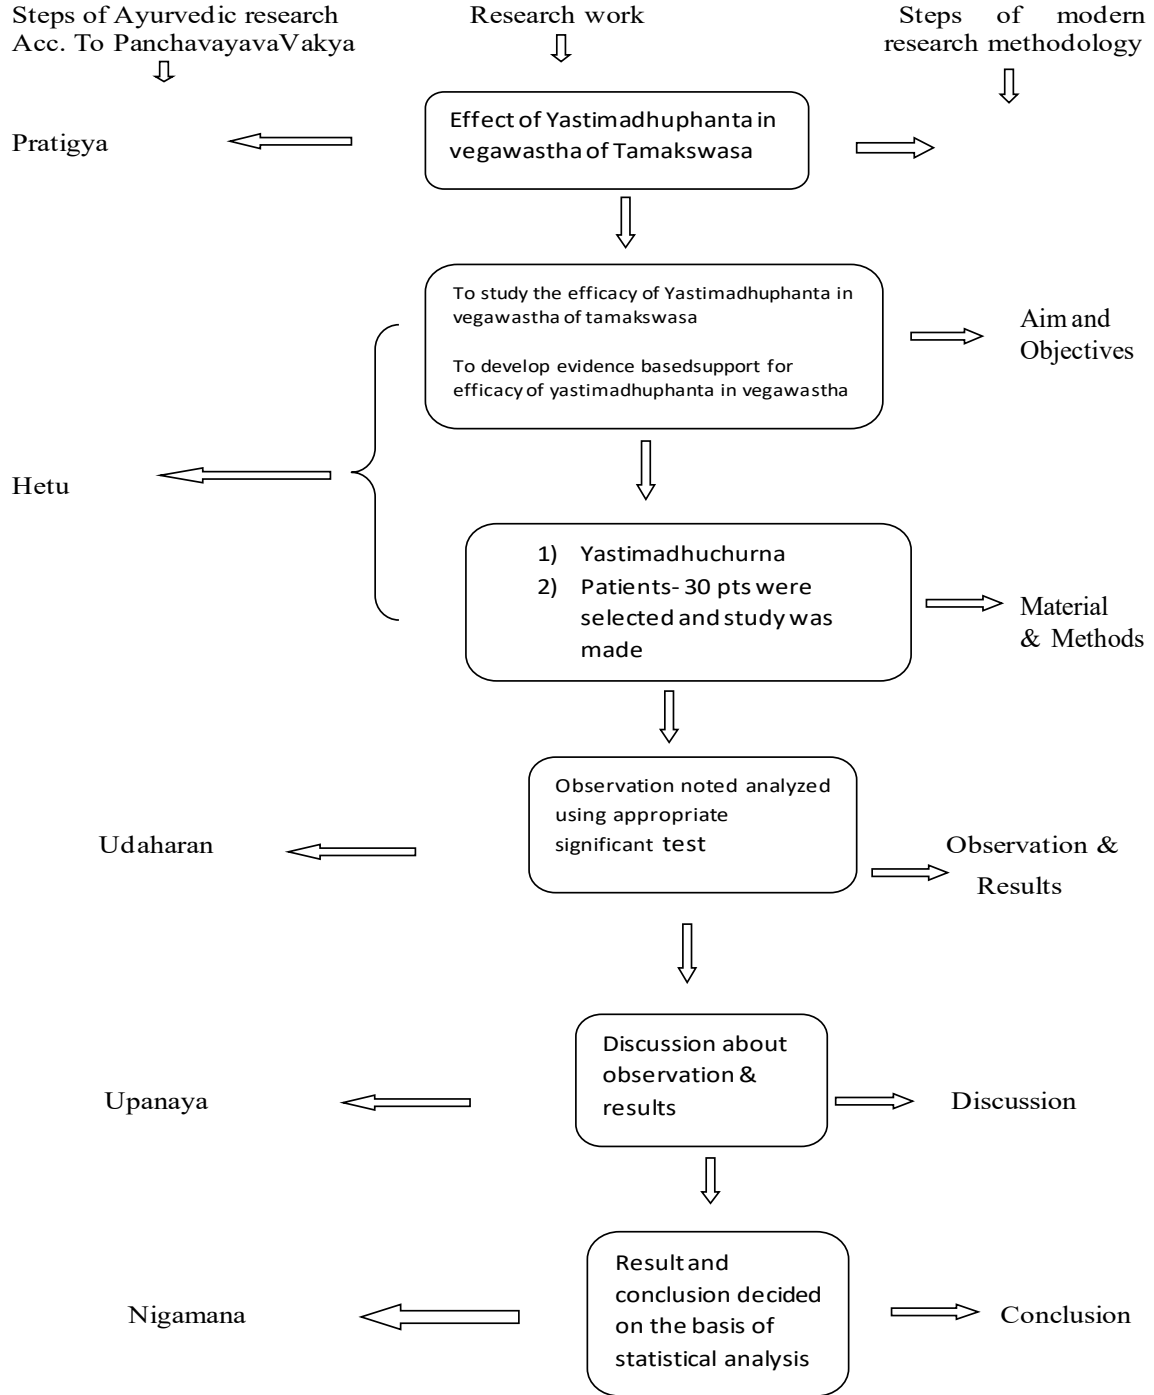 Steps of Ayurvedic research
Acc. To PanchavayavaVakya
Research work
Steps of modern
research methodology
Pratigya
Effect of Yastimadhuphanta in
vegawastha of Tamakswasa
To study the efficacy of Yastimadhuphanta in
vegawastha of tamakswasa
To develop evidence basedsupport for
efficacy of yastimadhuphanta in vegawastha
Aim and
Objectives
Hetu
1) Yastimadhuchurna
2) Patients- 30 pts were
selected and study was
made
Material
& Methods
Udaharan
Observation noted analyzed
using appropriate
significant test
Observation &
Results
Upanaya
Discussion about
observation &
results
Discussion
Nigamana
Result and
conclusion decided
on the basis of
statistical analysis
Conclusion